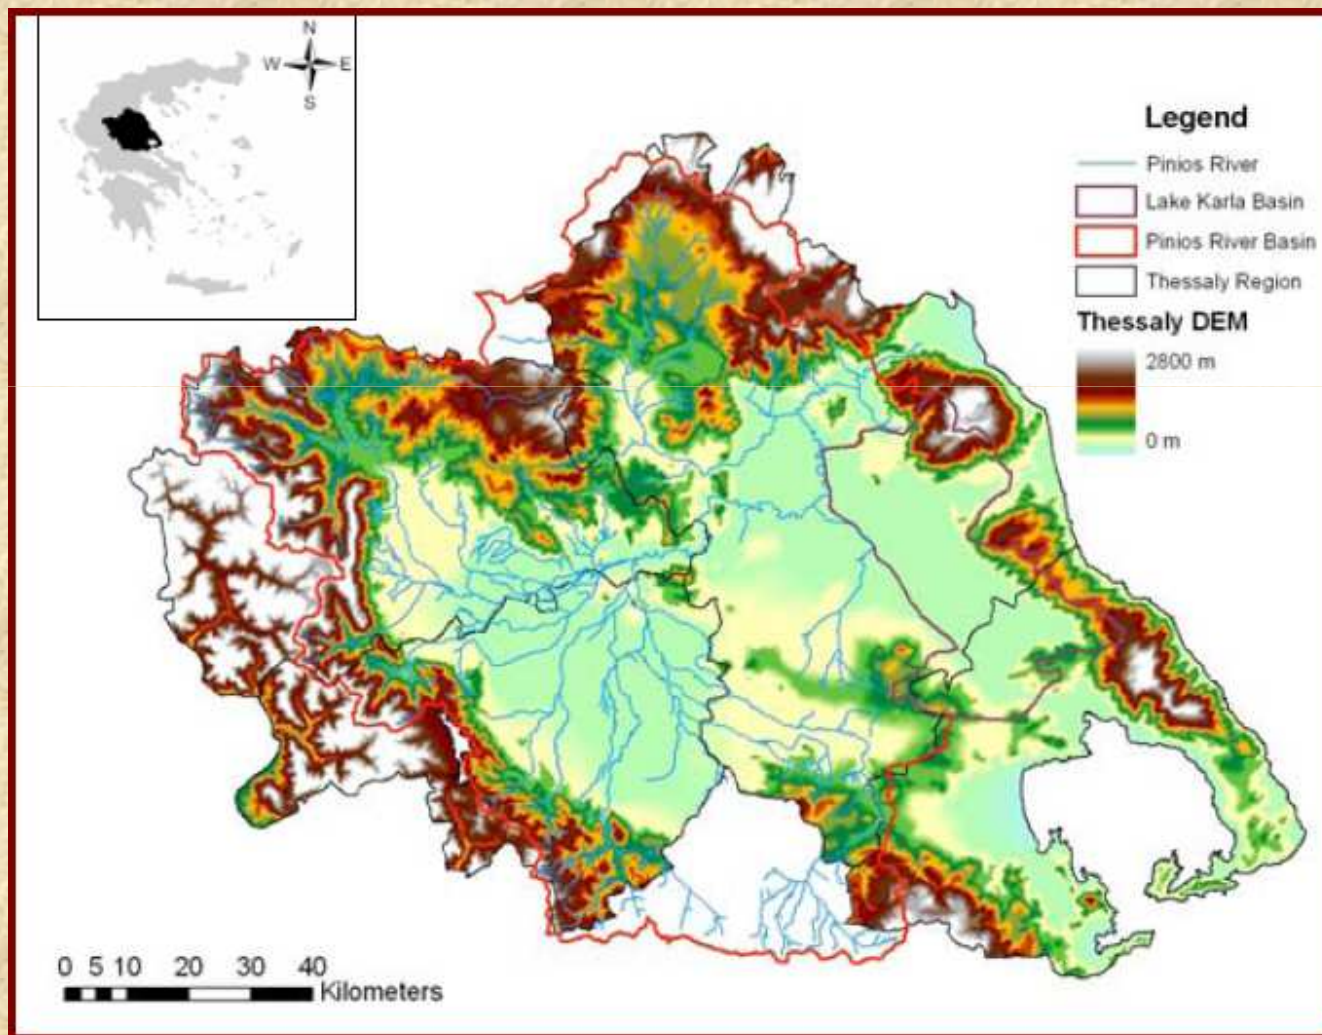 N
W E
S
Legend
Pinios River
Lake Karla Basin
Pinios River Basin
Thessaly Region
Thessaly DEM
2800 m
0 m
0 5 10 20 30 40
Kilometers